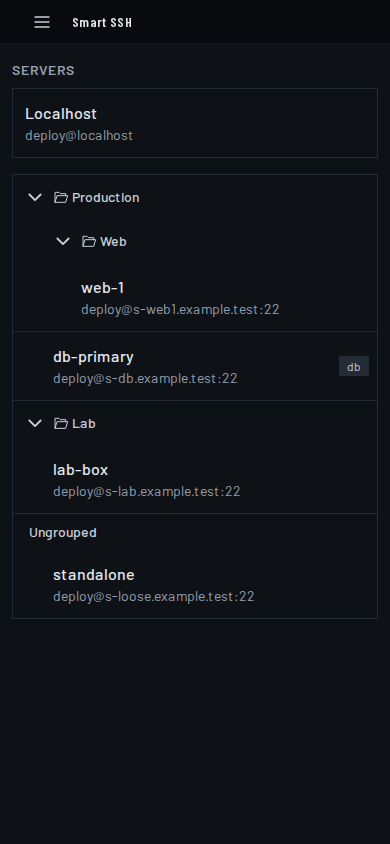 Smart SSH
SERVERS
Localhost
deploy@localhost
Production
Web
web-1
deploy@s-web1.example.test:22
db-primary
deploy@s-db.example.test:22
db
Lab
lab-box
deploy@s-lab.example.test:22
Ungrouped
standalone
deploy@s-loose.example.test:22